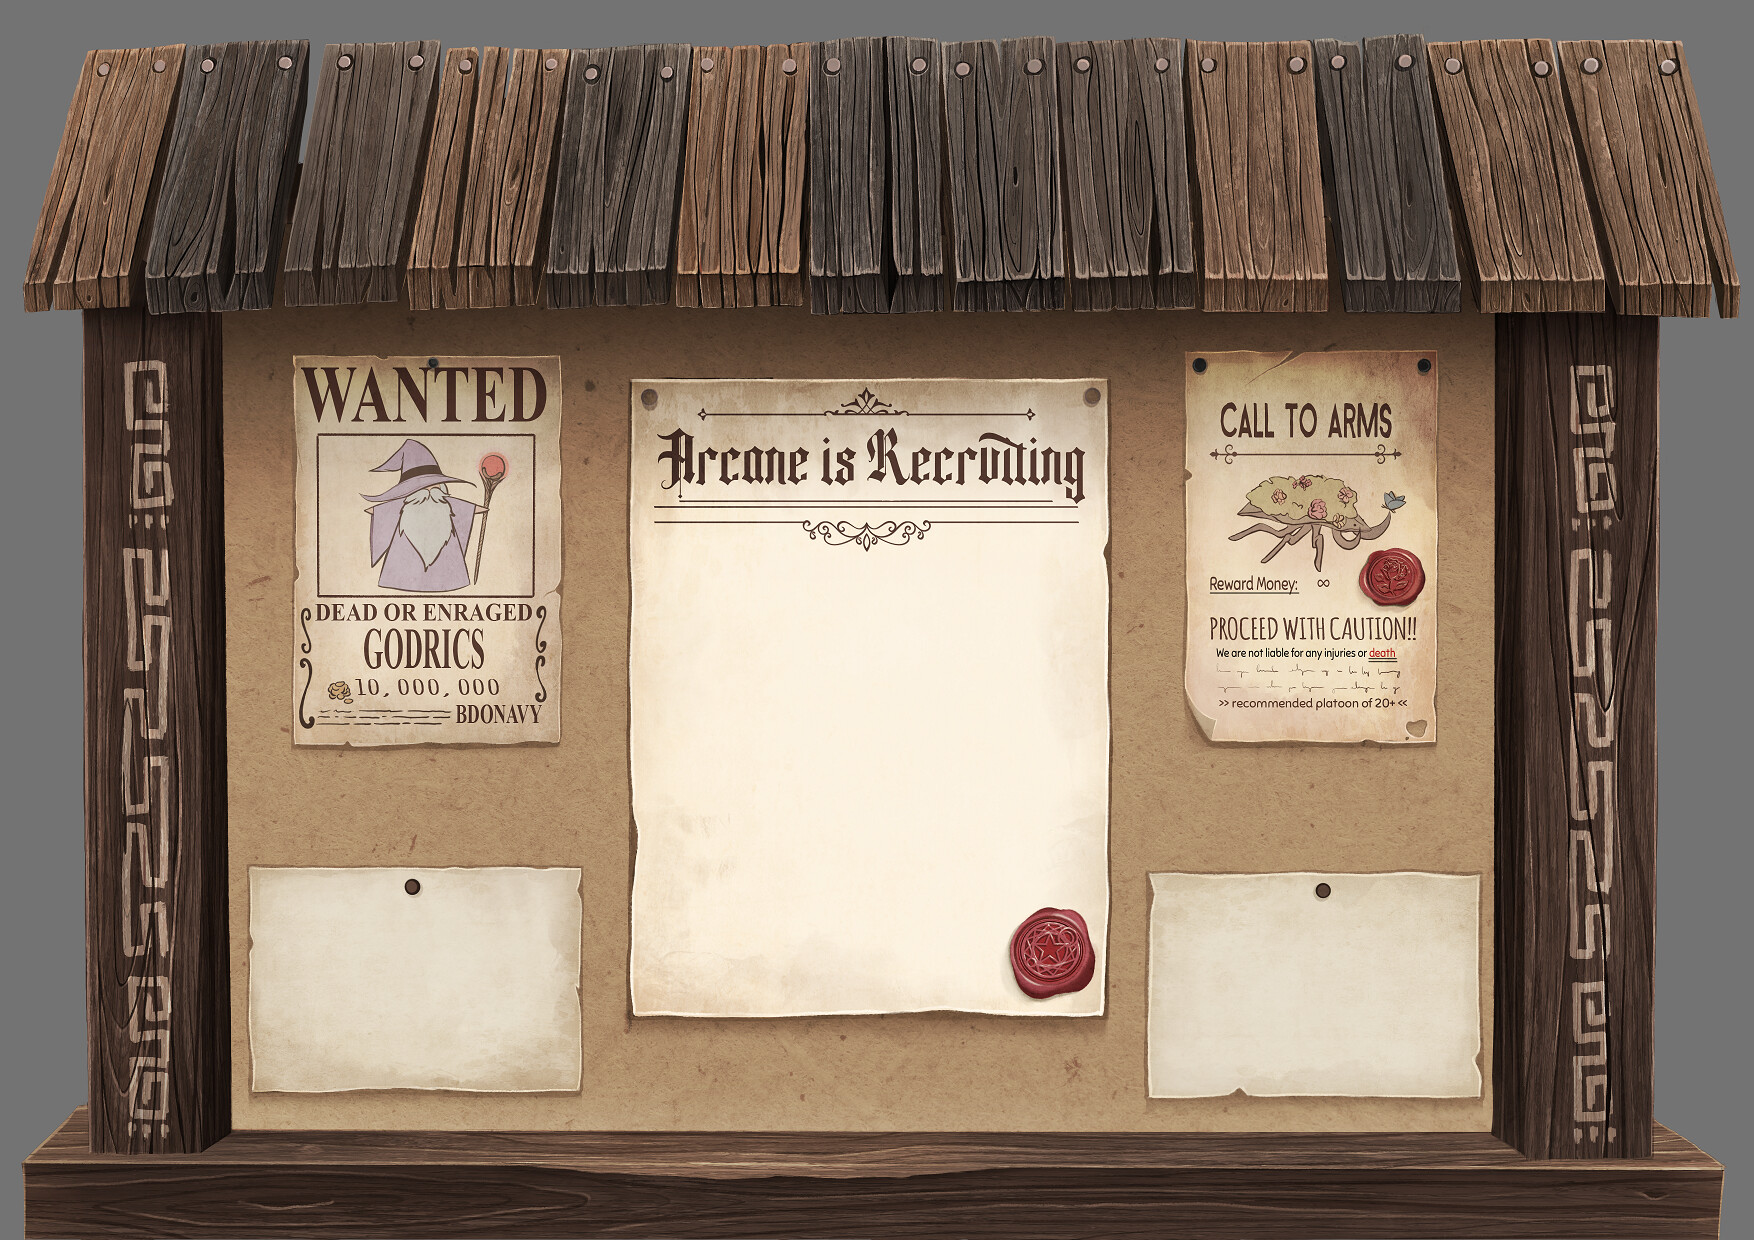 WANTED
DEAD OR ENRAGED
GODRICS
10,000,000
BDONAVY
Arcane is Recruiting
CALL TO ARMS
Reward Money: ∞
PROCEED WITH CAUTION!!
We are not liable for any injuries or death
>> recommended platoon of 20+ <<